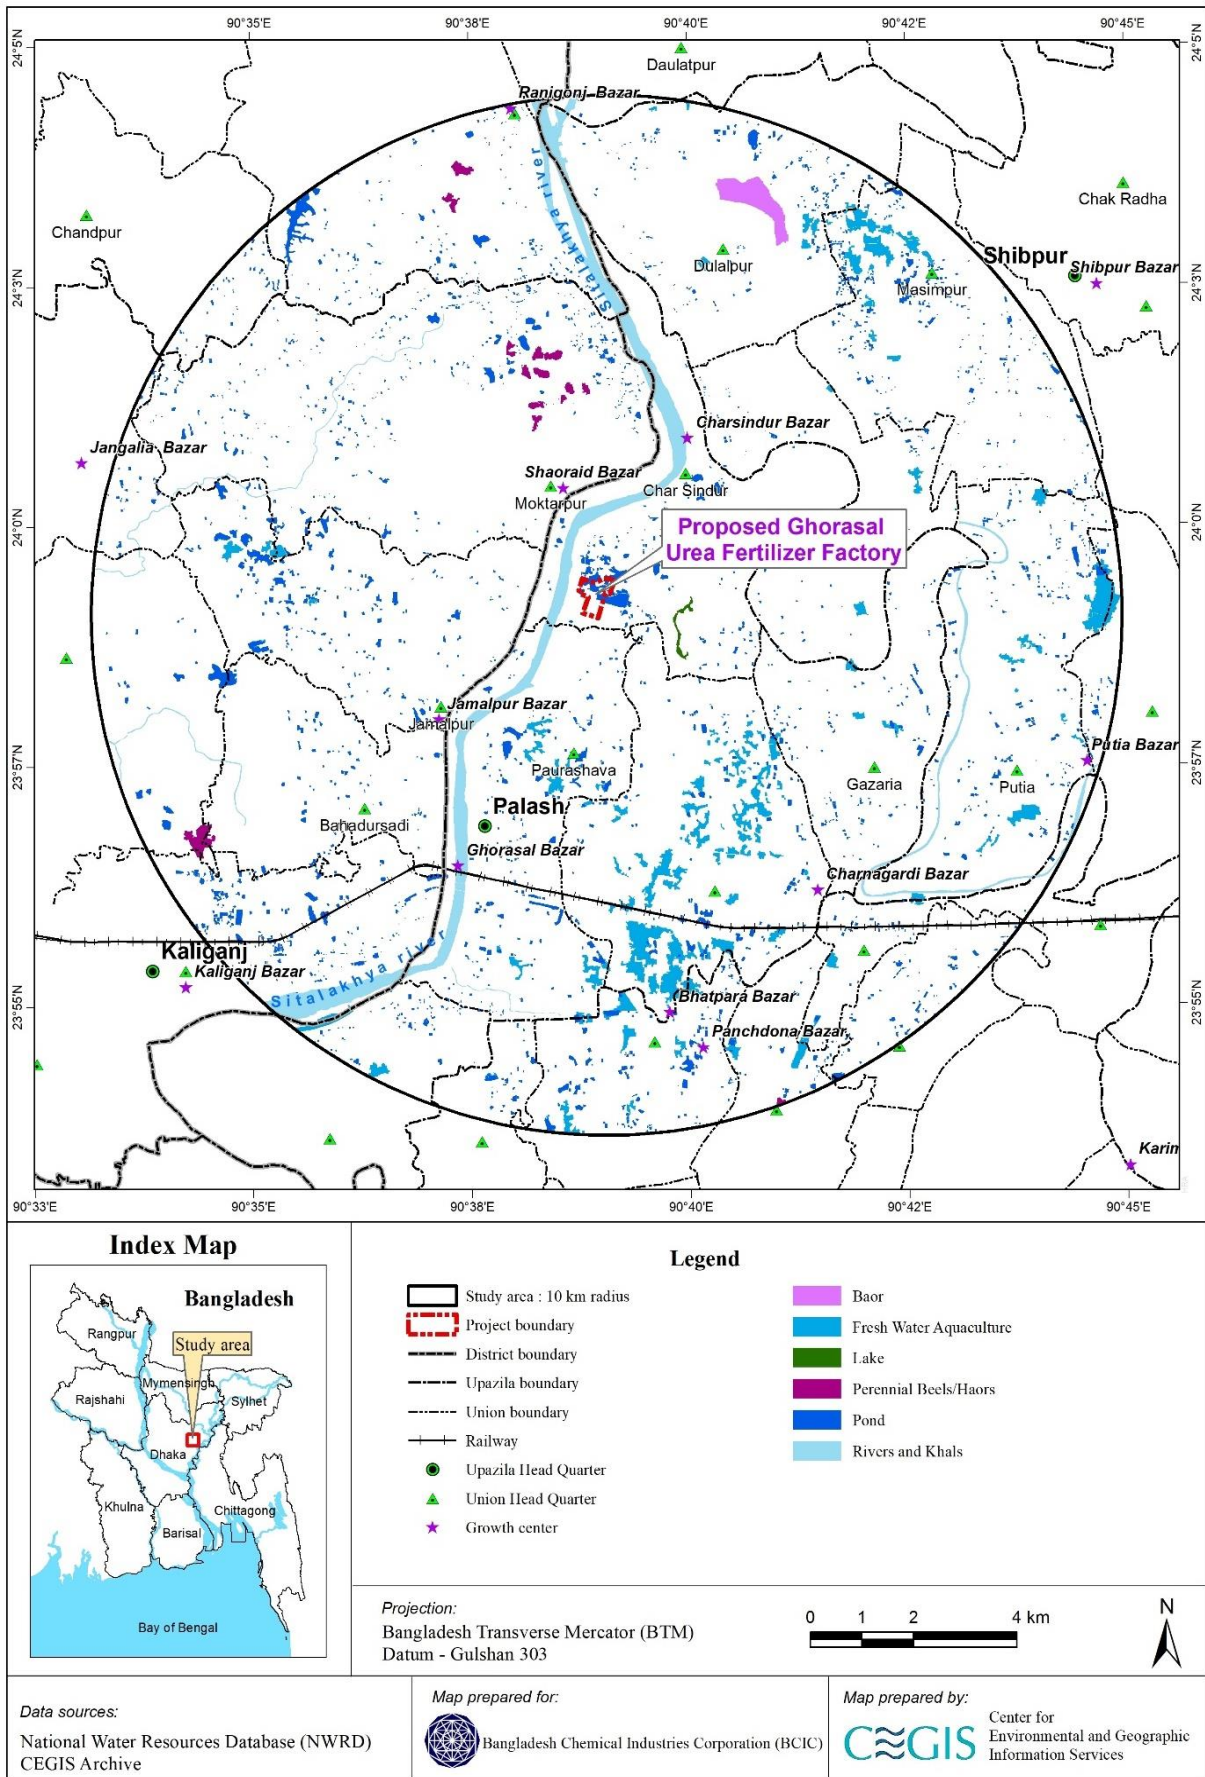 90°35'E
90°38'E
90°40'E
90°42'E
90°45'E
24°5'N
24°5'N
Daulatpur
Ranigonj Bazar
Sitalakhya river
Chak Radha
Chandpur
Dulalpur
Shibpur
Shibpur Bazar
Masimpur
24°3'N
24°3'N
Charsindur Bazar
Jangalia Bazar
Shaoraid Bazar
Moktarpur
Char Sindur
24°0'N
24°0'N
Proposed Ghorasal
Urea Fertilizer Factory
Jamalpur Bazar
Jamalpur
Putia Bazar
23°57'N
23°57'N
Paurashava
Gazaria
Putia
Palash
Bahadursadi
Ghorasal Bazar
Charnagardi Bazar
Kaliganj
Kaliganj Bazar
Sitalakhya river
Bhatpara Bazar
23°55'N
23°55'N
Panchdona Bazar
Karim
90°33'E
90°35'E
90°38'E
90°40'E
90°42'E
90°45'E
Index Map
Bangladesh
Rangpur
Study area
Mymensingh
Rajshahi
Sylhet
Dhaka
Khulna
Chittagong
Barisal
Bay of Bengal
Legend
Study area : 10 km radius
Project boundary
District boundary
Upazila boundary
Union boundary
Railway
Upazila Head Quarter
Union Head Quarter
Growth center
Baor
Fresh Water Aquaculture
Lake
Perennial Beels/Haors
Pond
Rivers and Khals
Projection:
Bangladesh Transverse Mercator (BTM)
Datum - Gulshan 303
0 1 2 4 km
N
Data sources:
National Water Resources Database (NWRD)
CEGIS Archive
Map prepared for:
Bangladesh Chemical Industries Corporation (BCIC)
Map prepared by:
CEGIS
Center for
Environmental and Geographic
Information Services